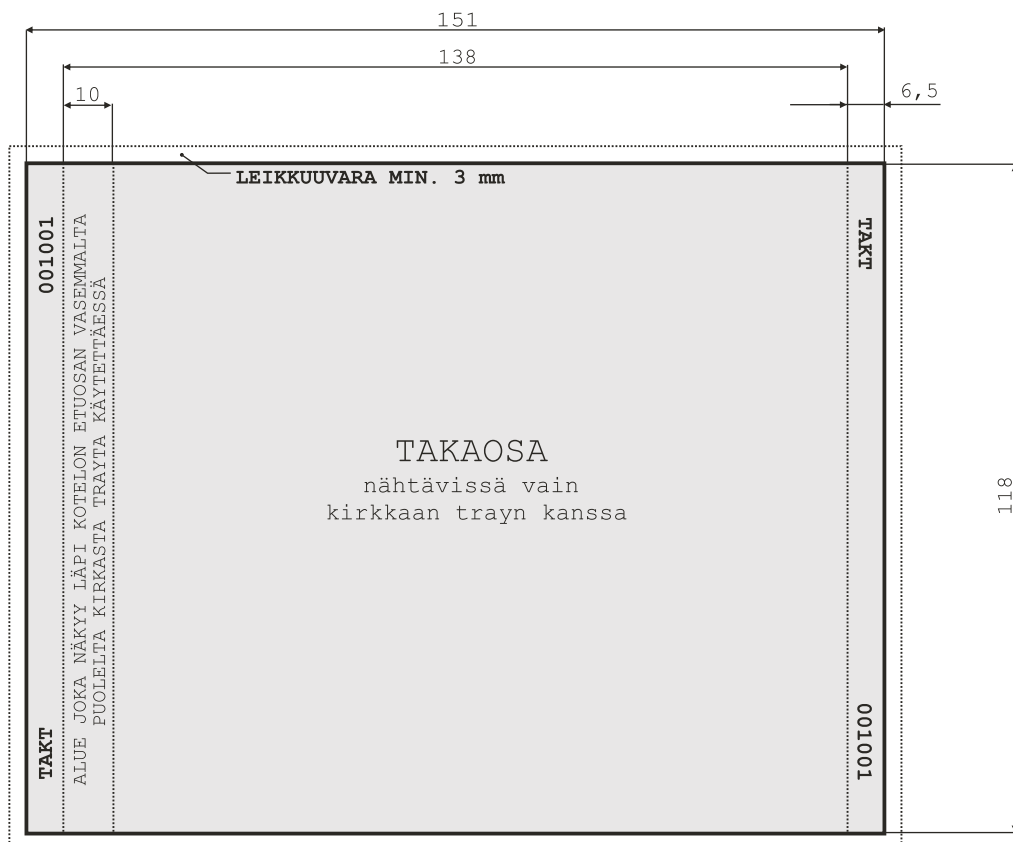 151
138
10
6,5
LEIKKUUVARA MIN. 3 mm
001001
TAKT
ALUE JOKA NÄKYY LÄPI KOTELON ETUOSAN VASEMMALTA
PUOLELTA KIRKASTA TRAYTA KÄYTETTÄESSÄ
TAKAOSA
nähtävissä vain
kirkkaan trayn kanssa
TAKT
001001
118